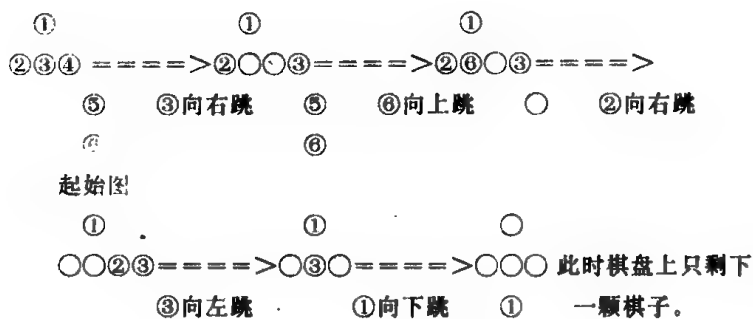 ① ① ①
②③④ ====>②○○③====>②⑥○③====>
⑤ ③向右跳 ⑤ ⑥向上跳 ○ ②向右跳
⑥ ⑥
起始图
① ① ○
○○②③====>○③○====>○○○ 此时棋盘上只剩下
③向左跳 ①向下跳 ① 一颗棋子。